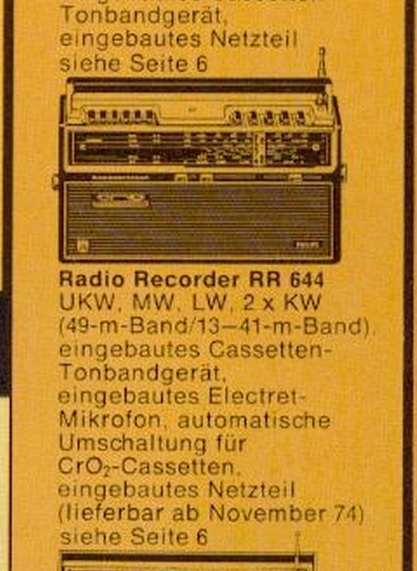 Tonbandgerät,
eingebautes Netzteil
siehe Seite 6
PHILIPS
Radio Recorder RR 644
UKW, MW, LW, 2 x KW
(49-m-Band/13–41-m-Band),
eingebautes Cassetten-
Tonbandgerät,
eingebautes Electret-
Mikrofon, automatische
Umschaltung für
CrO₂-Cassetten,
eingebautes Netzteil
(lieferbar ab November 74)
siehe Seite 6